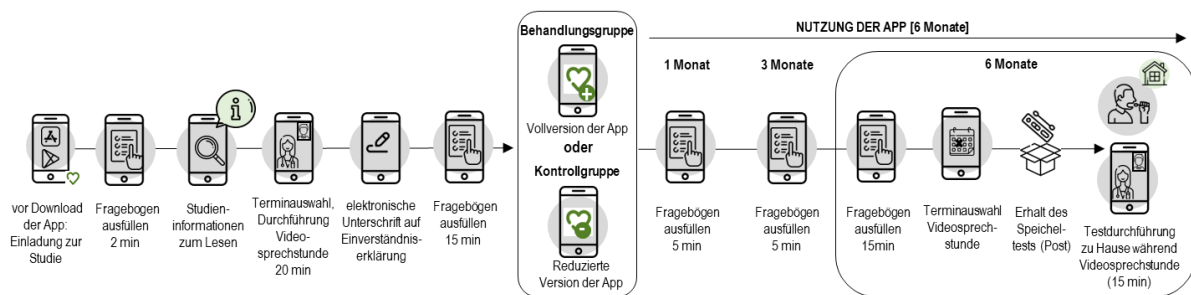 vor Download
der App:
Einladung zur
Studie
Fragebogen
ausfüllen
2 min
Studien-
informationen
zum Lesen
Terminauswahl,
Durchführung
Video-
sprechstunde
20 min
elektronische
Unterschrift auf
Einverständnis-
erklärung
Fragebögen
ausfüllen
15 min
Behandlungsgruppe
Vollversion der App
oder
Kontrollgruppe
Reduzierte
Version der App
NUTZUNG DER APP [6 Monate]
1 Monat
Fragebögen
ausfüllen
5 min
3 Monate
Fragebögen
ausfüllen
5 min
6 Monate
Fragebögen
ausfüllen
15min
Terminauswahl
Videosprech-
stunde
Erhalt des
Speichel-
tests (Post)
Testdurchführung
zu Hause während
Videosprechstunde
(15 min)